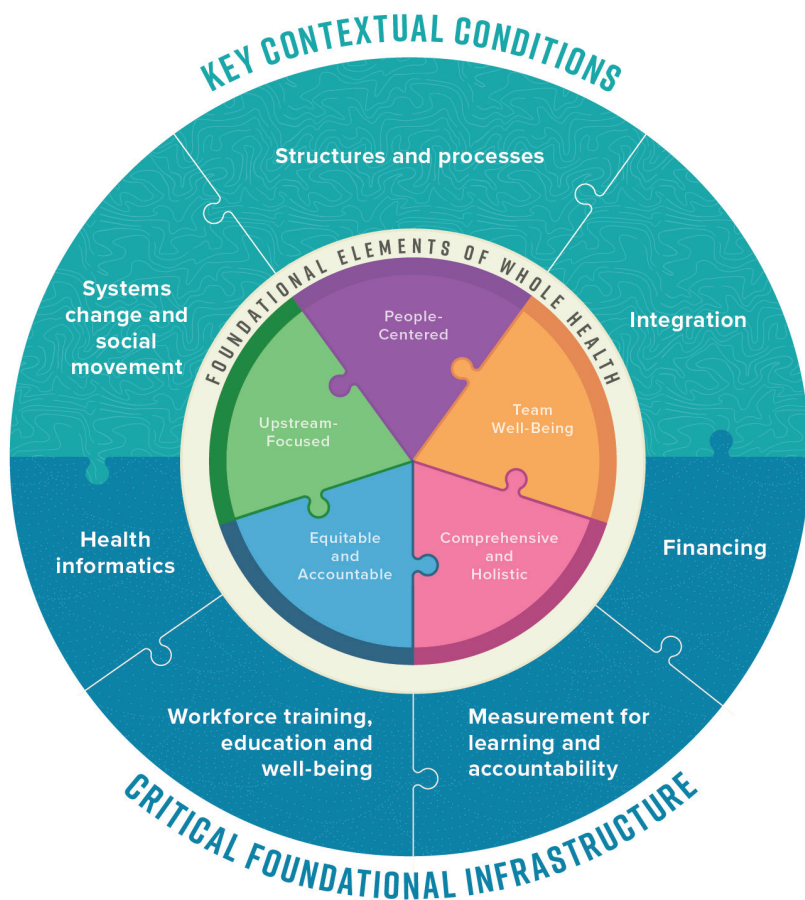 KEY CONTEXTUAL CONDITIONS
Structures and processes
Systems
change and
social
movement
Integration
FOUNDATIONAL ELEMENTS OF WHOLE HEALTH
People-
Centered
Upstream-
Focused
Team
Well-Being
Equitable
and
Accountable
Comprehensive
and
Holistic
Health
informatics
Financing
Workforce training,
education and
well-being
Measurement for
learning and
accountability
CRITICAL FOUNDATIONAL INFRASTRUCTURE